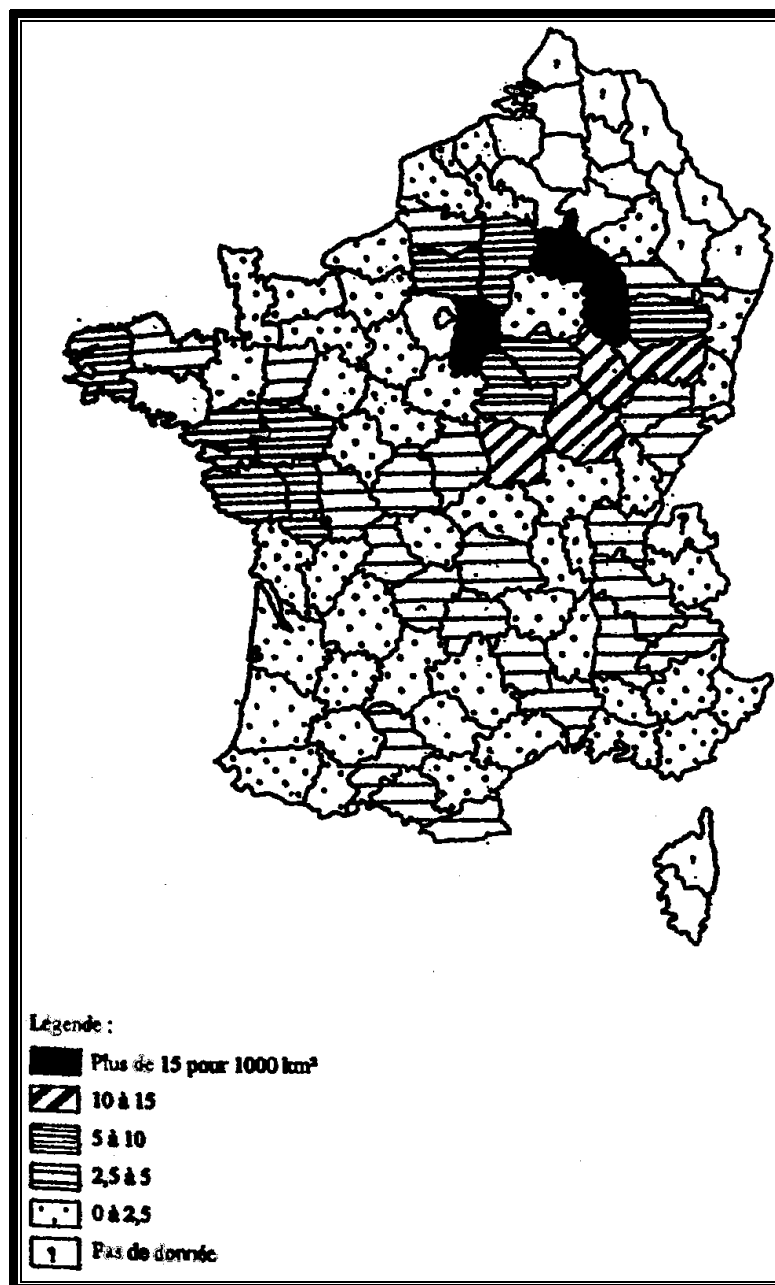 Légende :
Plus de 15 pour 1000 km²
10 à 15
5 à 10
2,5 à 5
0 à 2,5
? Pas de donnée